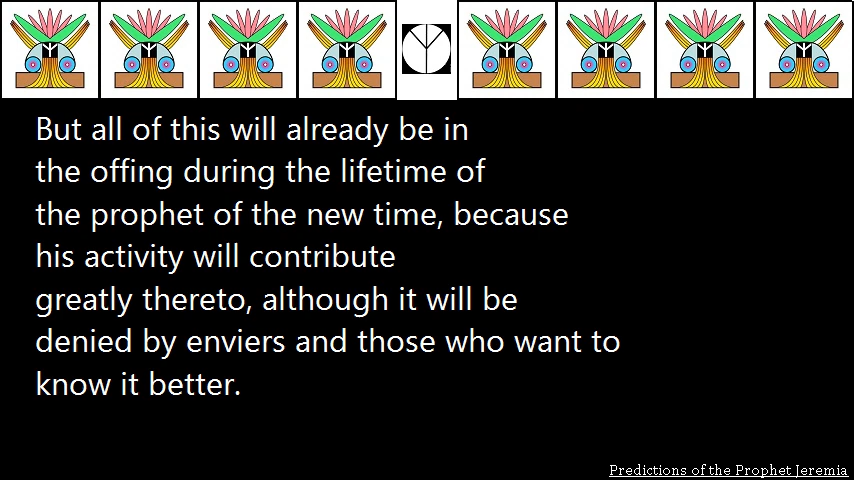 But all of this will already be in
the offing during the lifetime of
the prophet of the new time, because
his activity will contribute
greatly thereto, although it will be
denied by enviers and those who want to
know it better.
Predictions of the Prophet Jeremia